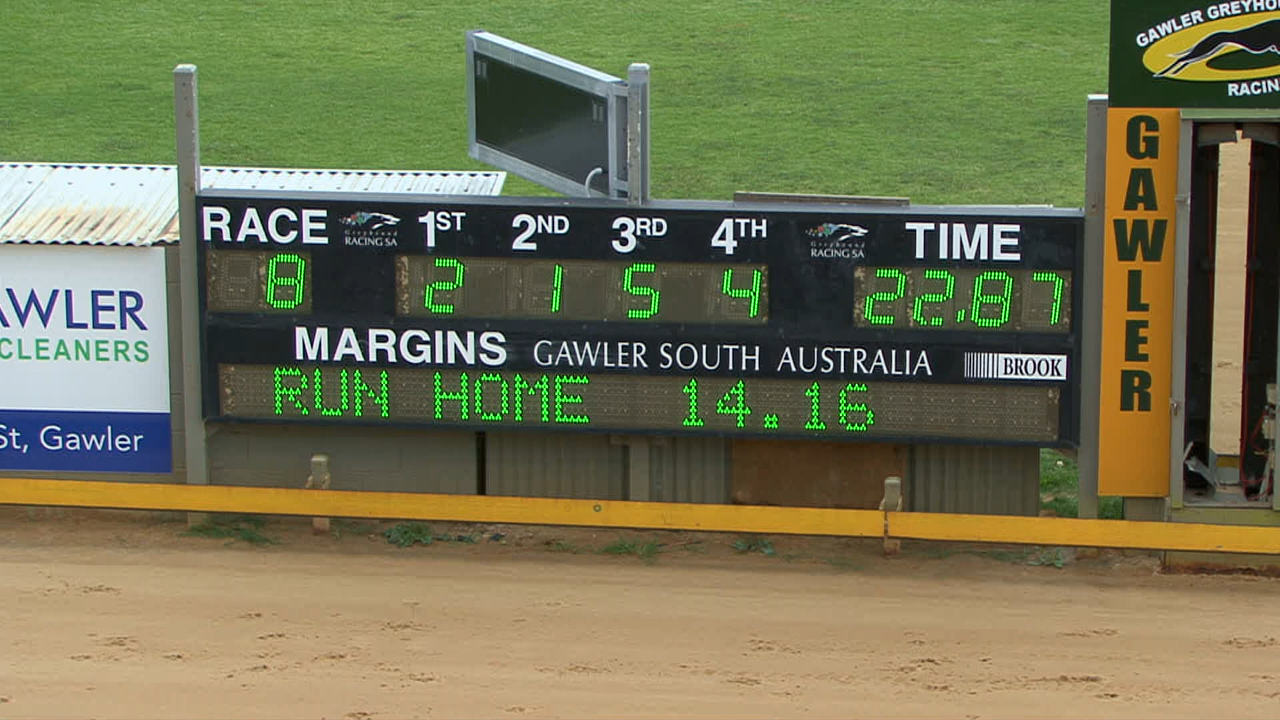 GAWLER GREYHO
RACIN
GAWLER
RACE 1ST 2ND 3RD 4TH TIME
Greyhound RACING SA
Greyhound RACING SA
8 2 1 5 4 22.87
MARGINS GAWLER SOUTH AUSTRALIA BROOK
RUN HOME 14.16
AWLER
CLEANERS
St, Gawler